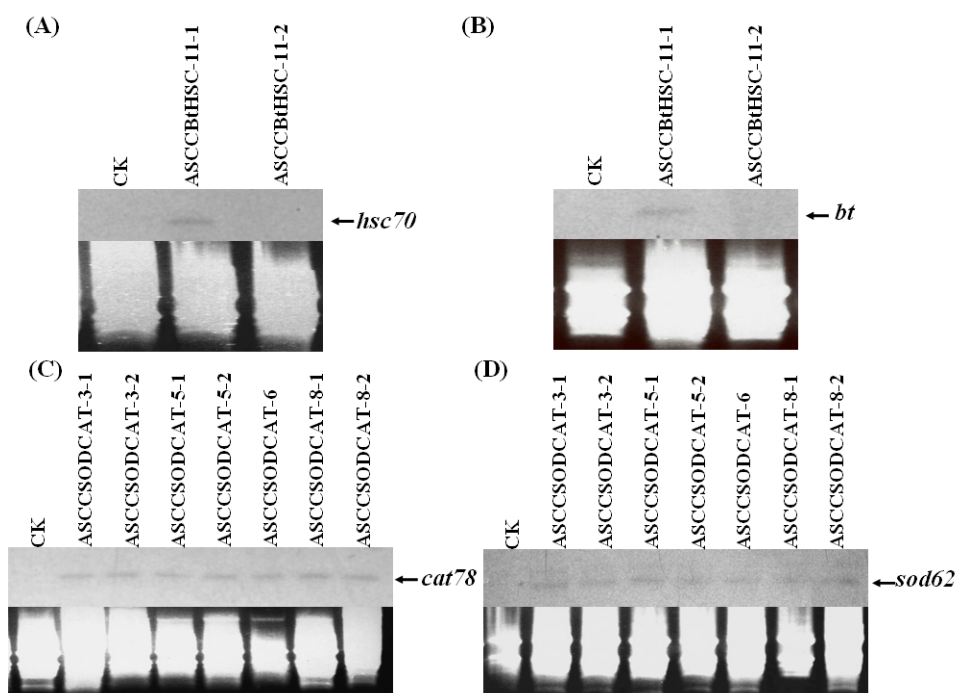 (A)
CK
ASCCBtHSC-11-1
ASCCBtHSC-11-2
hsc70
(B)
CK
ASCCBtHSC-11-1
ASCCBtHSC-11-2
bt
(C)
CK
ASCCSODCAT-3-1
ASCCSODCAT-3-2
ASCCSODCAT-5-1
ASCCSODCAT-5-2
ASCCSODCAT-6
ASCCSODCAT-8-1
ASCCSODCAT-8-2
cat78
(D)
CK
ASCCSODCAT-3-1
ASCCSODCAT-3-2
ASCCSODCAT-5-1
ASCCSODCAT-5-2
ASCCSODCAT-6
ASCCSODCAT-8-1
ASCCSODCAT-8-2
sod62